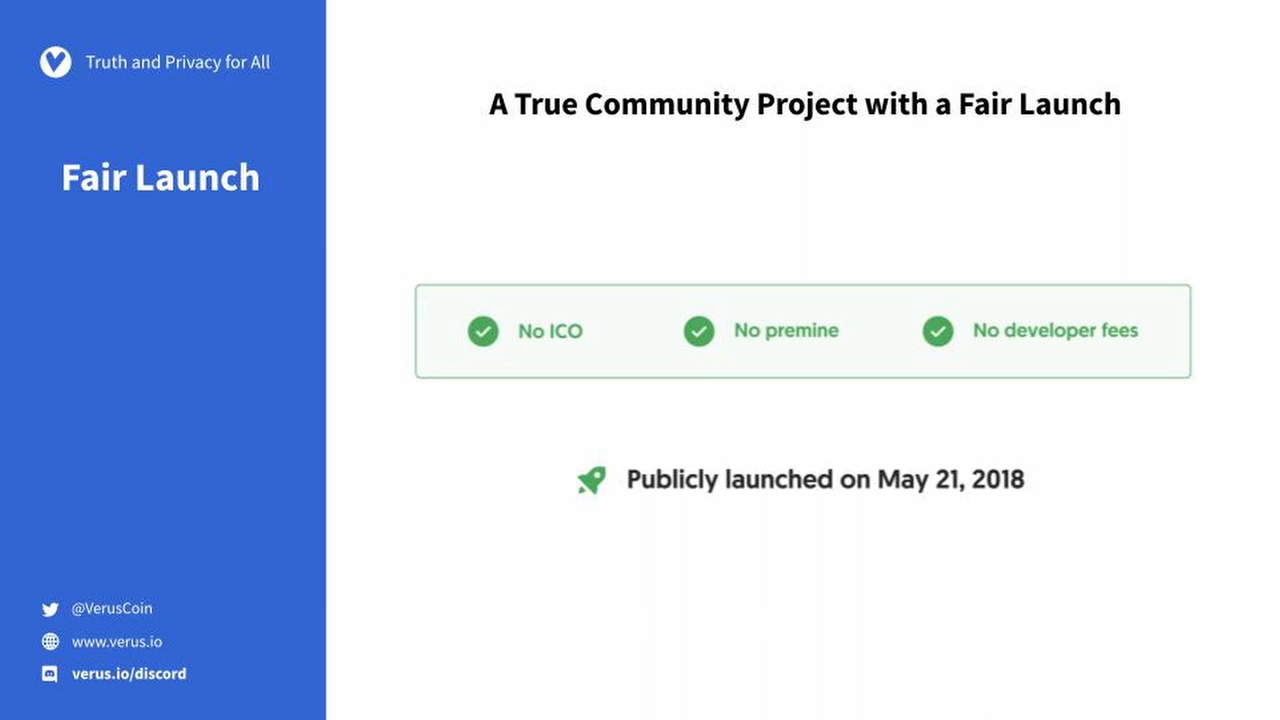 Truth and Privacy for All
Fair Launch
@VerusCoin
www.verus.io
verus.io/discord
A True Community Project with a Fair Launch
No ICO
No premine
No developer fees
Publicly launched on May 21, 2018